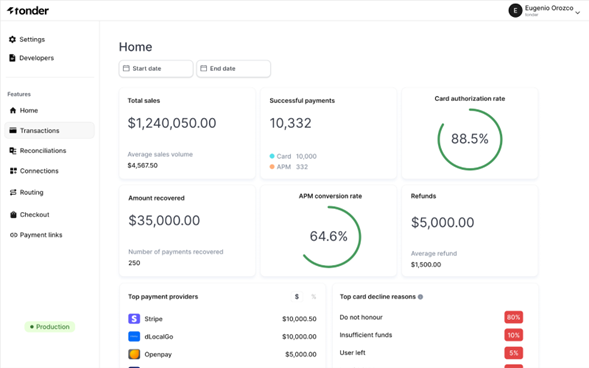 tonder
E
Eugenio Orozco
tonder
Settings
Developers
Features
Home
Transactions
Reconciliations
Connections
Routing
Checkout
Payment links
Production
Home
Start date
End date
Total sales
$1,240,050.00
Average sales volume
$4,567.50
Successful payments
10,332
Card 10,000
APM 332
Card authorization rate
88.5%
Amount recovered
$35,000.00
Number of payments recovered
250
APM conversion rate
64.6%
Refunds
$5,000.00
Average refund
$1,500.00
Top payment providers $ %
Stripe $10,000.50
dLocalGo $10,000.00
Openpay $5,000.00
Top card decline reasons
Do not honour 80%
Insufficient funds 10%
User left 5%